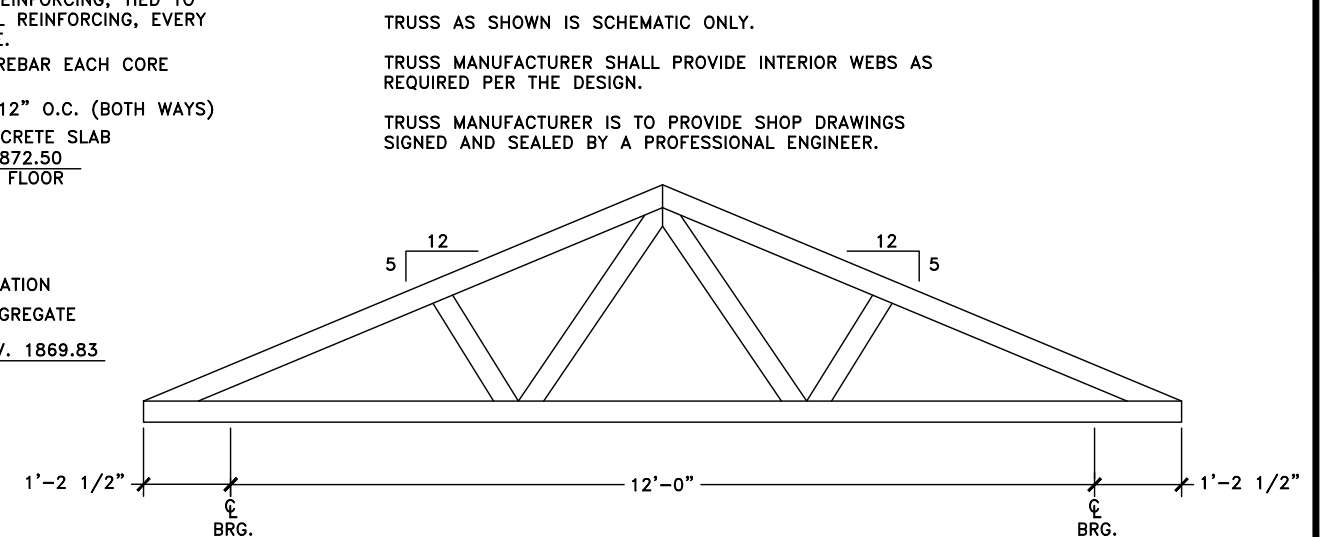 REINFORCING, TIED TO
REINFORCING, EVERY
REBAR EACH CORE
12" O.C. (BOTH WAYS)
CRETE SLAB
872.50
FLOOR
ATION
GREGATE
. 1869.83
TRUSS AS SHOWN IS SCHEMATIC ONLY.
TRUSS MANUFACTURER SHALL PROVIDE INTERIOR WEBS AS
REQUIRED PER THE DESIGN.
TRUSS MANUFACTURER IS TO PROVIDE SHOP DRAWINGS
SIGNED AND SEALED BY A PROFESSIONAL ENGINEER.
12
5
12
5
1'-2 1/2"
12'-0"
1'-2 1/2"
℄
BRG.
℄
BRG.